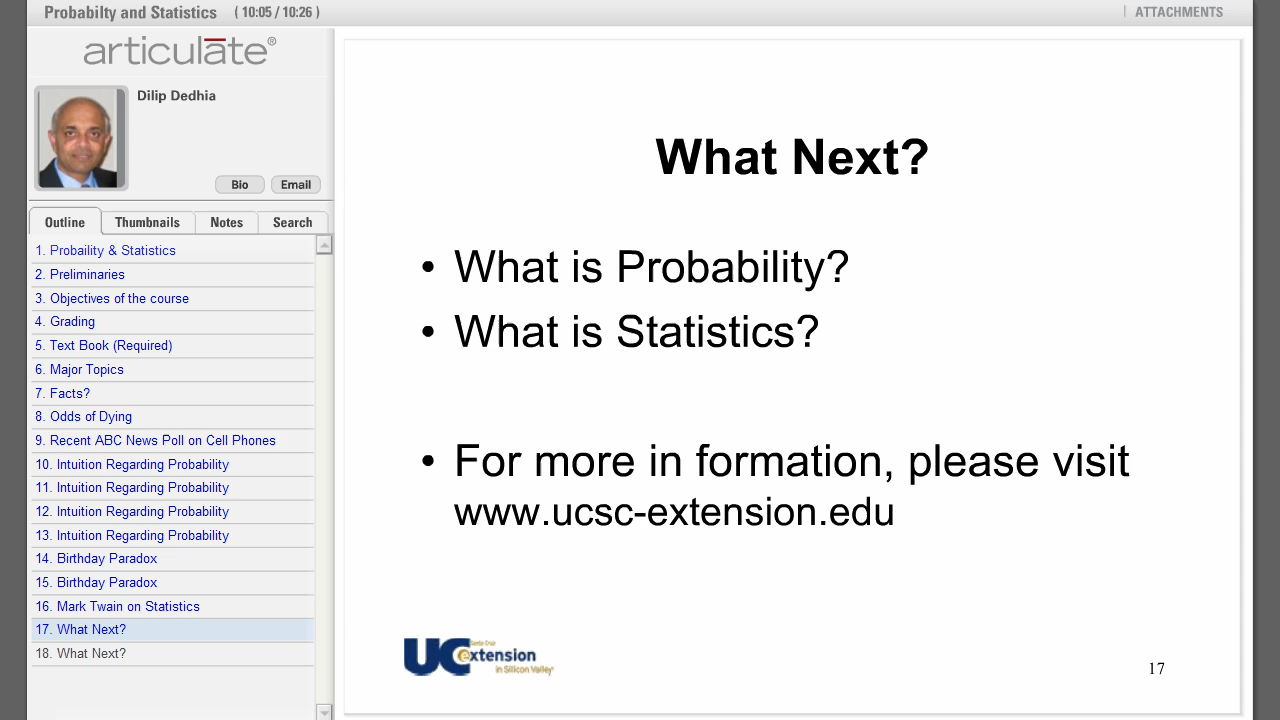 Probabilty and Statistics ( 10:05 / 10:26 )
ATTACHMENTS
articulate®
Dilip Dedhia
Bio Email
Outline Thumbnails Notes Search
1. Probaility & Statistics
2. Preliminaries
3. Objectives of the course
4. Grading
5. Text Book (Required)
6. Major Topics
7. Facts?
8. Odds of Dying
9. Recent ABC News Poll on Cell Phones
10. Intuition Regarding Probability
11. Intuition Regarding Probability
12. Intuition Regarding Probability
13. Intuition Regarding Probability
14. Birthday Paradox
15. Birthday Paradox
16. Mark Twain on Statistics
17. What Next?
18. What Next?
What Next?
• What is Probability?
• What is Statistics?
• For more in formation, please visit
www.ucsc-extension.edu
Santa Cruz
UC extension
in Silicon Valley
17